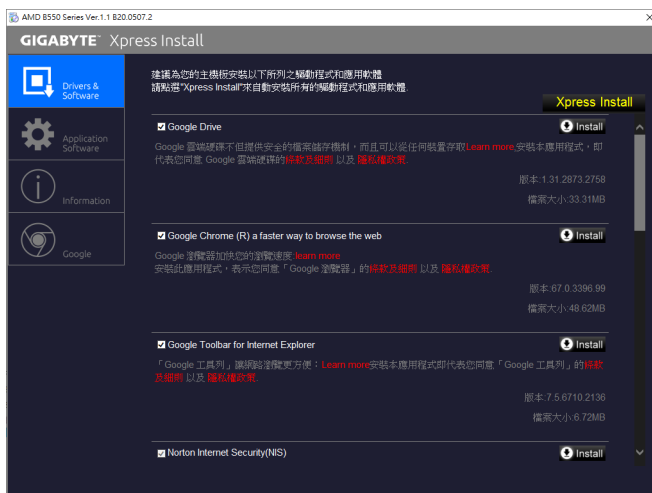 AMD B550 Series Ver.1.1 B20.0507.2
GIGABYTE™ Xpress Install
Drivers &
Software
Application
Software
Information
Google
建議為您的主機板安裝以下所列之驅動程式和應用軟體
請點選"Xpress Install"來自動安裝所有的驅動程式和應用軟體.
Xpress Install
Google Drive
Install
Google 雲端硬碟不但提供安全的檔案儲存機制，而且可以從任何裝置存取Learn more,安裝本應用程式，即
代表您同意 Google 雲端硬碟的條款及細則 以及 隱私權政策.
版本:1.31.2873.2758
檔案大小:33.31MB
Google Chrome (R) a faster way to browse the web
Install
Google 瀏覽器加快您的瀏覽速度.learn more
安裝此應用程式，表示您同意「Google 瀏覽器」的條款及細則 以及 隱私權政策.
版本:67.0.3396.99
檔案大小:48.62MB
Google Toolbar for Internet Explorer
Install
「Google 工具列」讓網路瀏覽更方便：Learn more安裝本應用程式即代表您同意「Google 工具列」的條款
及細則 以及 隱私權政策.
版本:7.5.6710.2136
檔案大小:6.72MB
Norton Internet Security(NIS)
Install